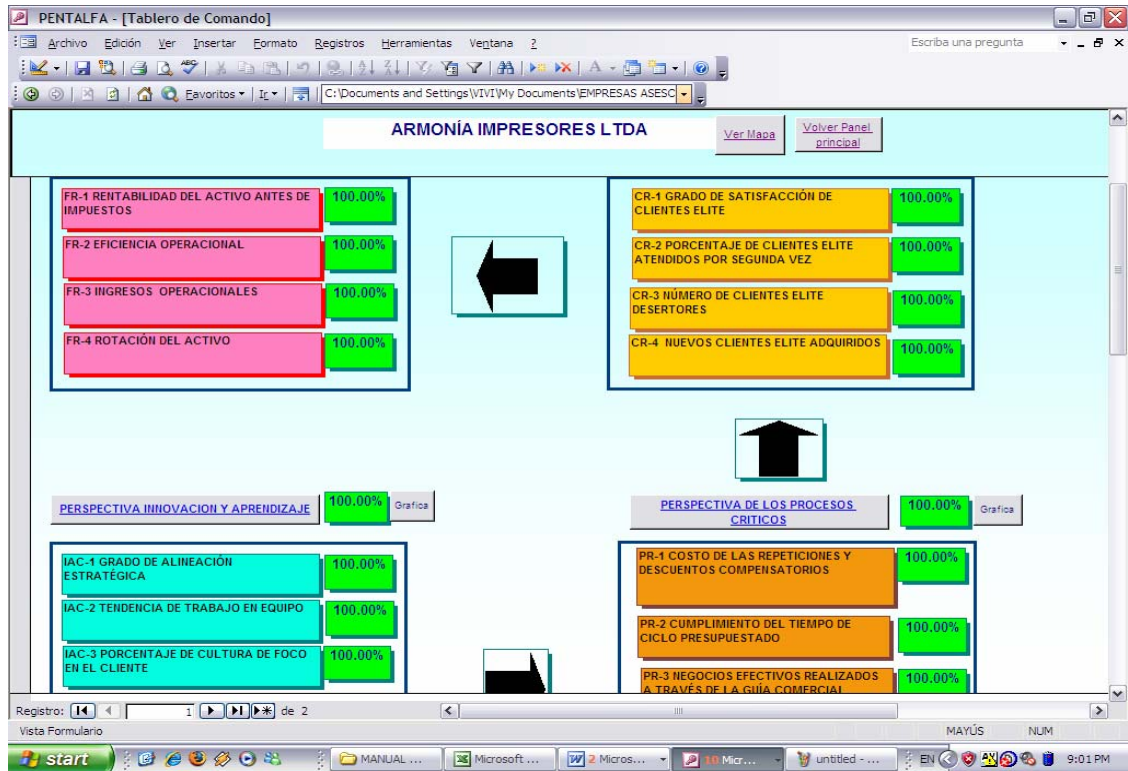 PENTALFA - [Tablero de Comando]
Archivo Edición Ver Insertar Formato Registros Herramientas Ventana ?
Escriba una pregunta
Favoritos Ir
C:\Documents and Settings\VIVI\My Documents\EMPRESAS ASESC
ARMONÍA IMPRESORES LTDA
Ver Mapa
Volver Panel
principal
FR-1 RENTABILIDAD DEL ACTIVO ANTES DE
IMPUESTOS
100.00%
FR-2 EFICIENCIA OPERACIONAL
100.00%
FR-3 INGRESOS OPERACIONALES
100.00%
FR-4 ROTACIÓN DEL ACTIVO
100.00%
CR-1 GRADO DE SATISFACCIÓN DE
CLIENTES ELITE
100.00%
CR-2 PORCENTAJE DE CLIENTES ELITE
ATENDIDOS POR SEGUNDA VEZ
100.00%
CR-3 NÚMERO DE CLIENTES ELITE
DESERTORES
100.00%
CR-4 NUEVOS CLIENTES ELITE ADQUIRIDOS
100.00%
PERSPECTIVA INNOVACION Y APRENDIZAJE
100.00%
Grafica
PERSPECTIVA DE LOS PROCESOS
CRITICOS
100.00%
Grafica
IAC-1 GRADO DE ALINEACIÓN
ESTRATÉGICA
100.00%
IAC-2 TENDENCIA DE TRABAJO EN EQUIPO
100.00%
IAC-3 PORCENTAJE DE CULTURA DE FOCO
EN EL CLIENTE
100.00%
PR-1 COSTO DE LAS REPETICIONES Y
DESCUENTOS COMPENSATORIOS
100.00%
PR-2 CUMPLIMIENTO DEL TIEMPO DE
CICLO PRESUPUESTADO
100.00%
PR-3 NEGOCIOS EFECTIVOS REALIZADOS
A TRAVÉS DE LA GUÍA COMERCIAL
100.00%
Registro: 1 de 2
Vista Formulario
MAYÚS NUM
start
MANUAL ...
Microsoft ...
2 Micros...
10 Micr...
untitled - ...
EN
9:01 PM